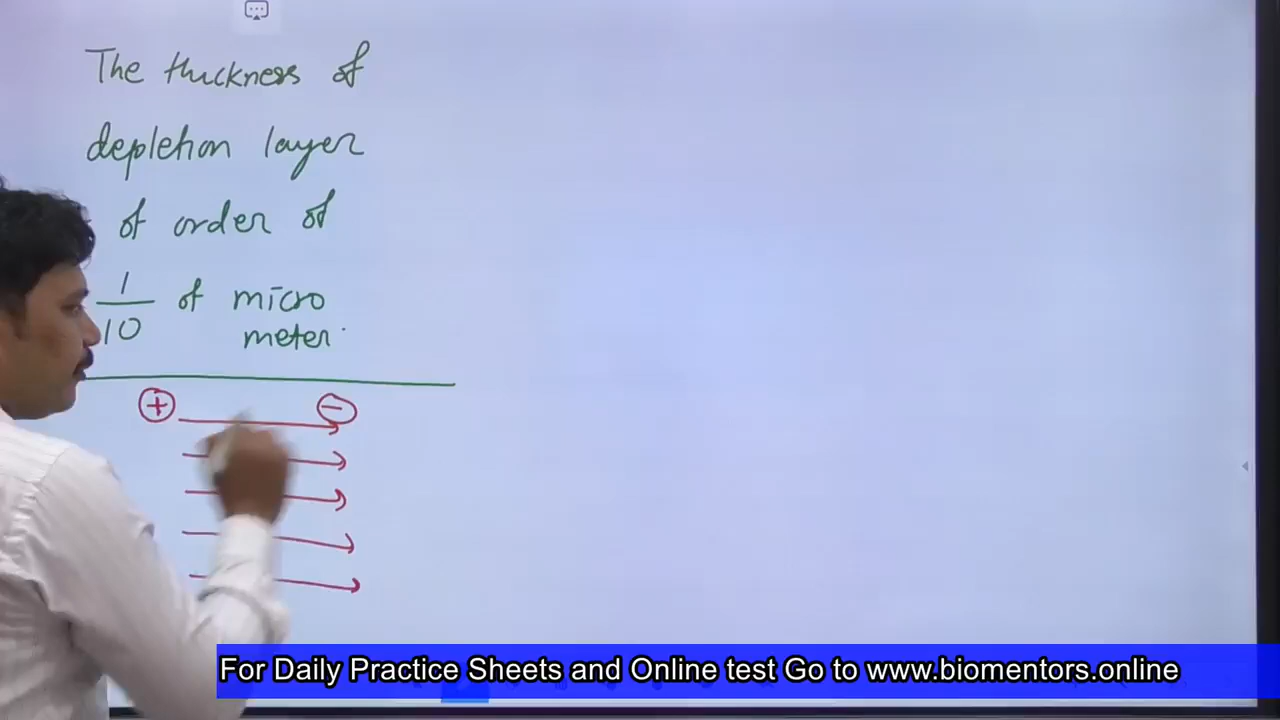 The thickness of
depletion layer
of order of
1
10 of micro
meter.
+ −
For Daily Practice Sheets and Online test Go to www.biomentors.online